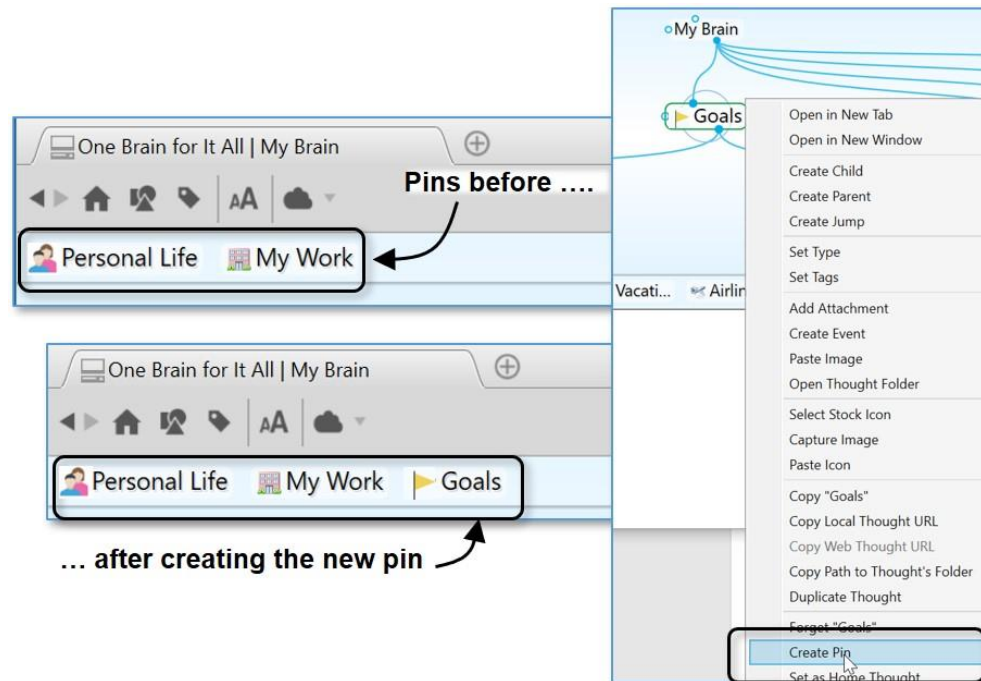 One Brain for It All | My Brain
AA
Pins before ....
Personal Life My Work
One Brain for It All | My Brain
AA
Personal Life My Work Goals
... after creating the new pin
My Brain
Goals
Vacati... Airlin
Open in New Tab
Open in New Window
Create Child
Create Parent
Create Jump
Set Type
Set Tags
Add Attachment
Create Event
Paste Image
Open Thought Folder
Select Stock Icon
Capture Image
Paste Icon
Copy "Goals"
Copy Local Thought URL
Copy Web Thought URL
Copy Path to Thought's Folder
Duplicate Thought
Forget "Goals"
Create Pin
Set as Home Thought